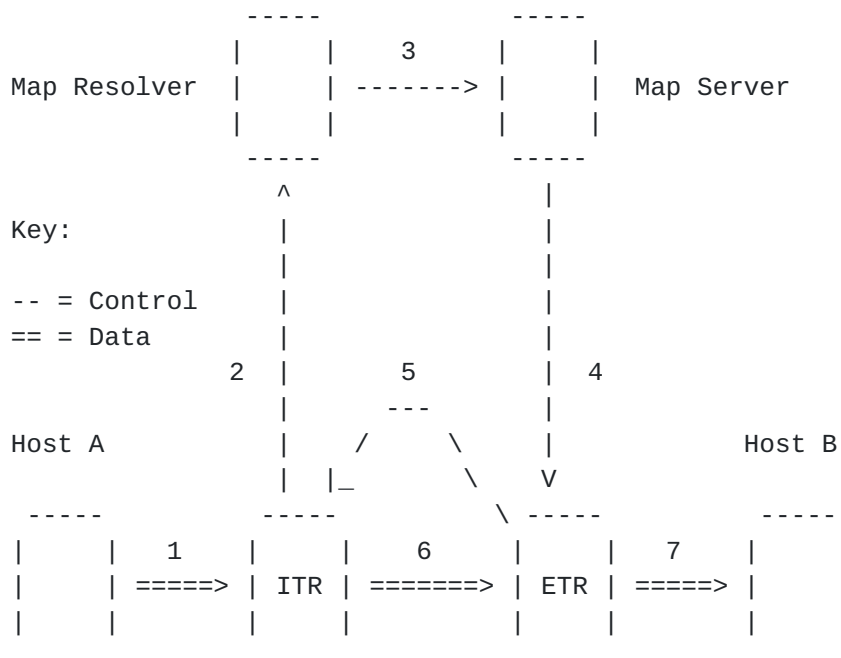 -----            -----
    |     |    3     |     |
Map Resolver  |     | -------> |     |  Map Server
    |     |          |     |
     -----            -----
       ^                |
Key:             |                |
                 |                |
-- = Control     |                |
== = Data        |                |
              2  |       5        |  4
                 |      ---       |
Host A           |    /     \     |            Host B
                 |  |_       \    V
 -----          -----          \ -----          -----
|     |   1    |     |    6     |     |   7    |
|     | =====> | ITR | =======> | ETR | =====> |
|     |        |     |          |     |        |